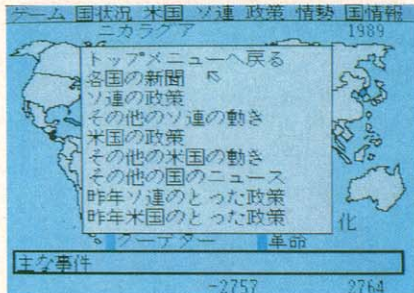 ゲーム 国状況 米国 ソ連 政策 情勢 国情報
ニカラグア 1989
トップメニューへ戻る
各国の新聞
ソ連の政策
その他のソ連の動き
米国の政策
その他の米国の動き
その他の国のニュース
昨年ソ連のとった政策
昨年米国のとった政策
化
クーデター 革命
主な事件
-2757 2764